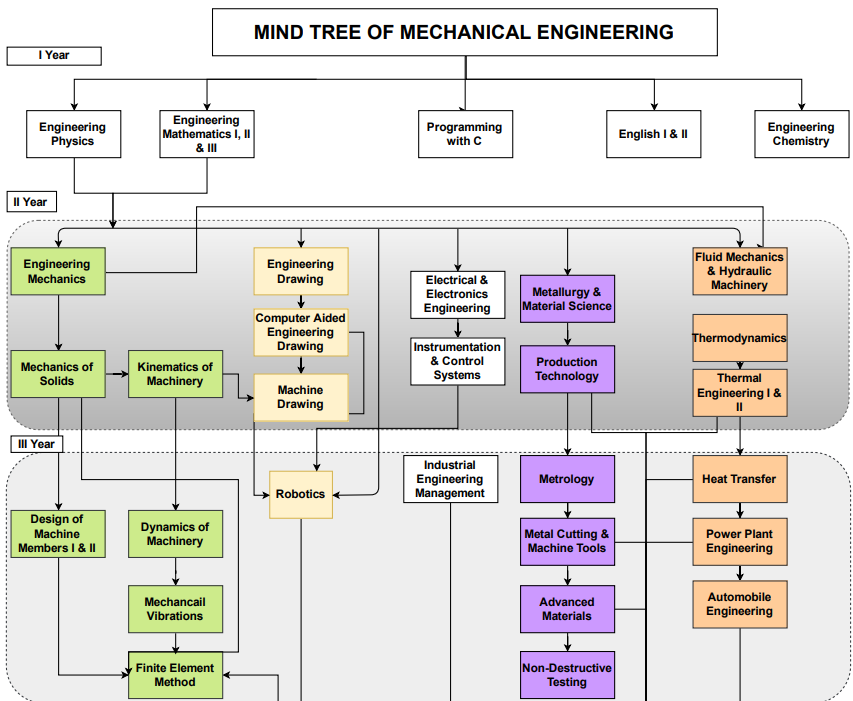 MIND TREE OF MECHANICAL ENGINEERING
I Year
Engineering
Physics
Engineering
Mathematics I, II
& III
Programming
with C
English I & II
Engineering
Chemistry
II Year
Engineering
Mechanics
Engineering
Drawing
Electrical &
Electronics
Engineering
Metallurgy &
Material Science
Fluid Mechanics
& Hydraulic
Machinery
Computer Aided
Engineering
Drawing
Instrumentation
& Control
Systems
Thermodynamics
Mechanics of
Solids
Kinematics of
Machinery
Machine
Drawing
Production
Technology
Thermal
Engineering I &
II
III Year
Robotics
Industrial
Engineering
Management
Metrology
Heat Transfer
Design of
Machine
Members I & II
Dynamics of
Machinery
Metal Cutting &
Machine Tools
Power Plant
Engineering
Mechancail
Vibrations
Advanced
Materials
Automobile
Engineering
Finite Element
Method
Non-Destructive
Testing